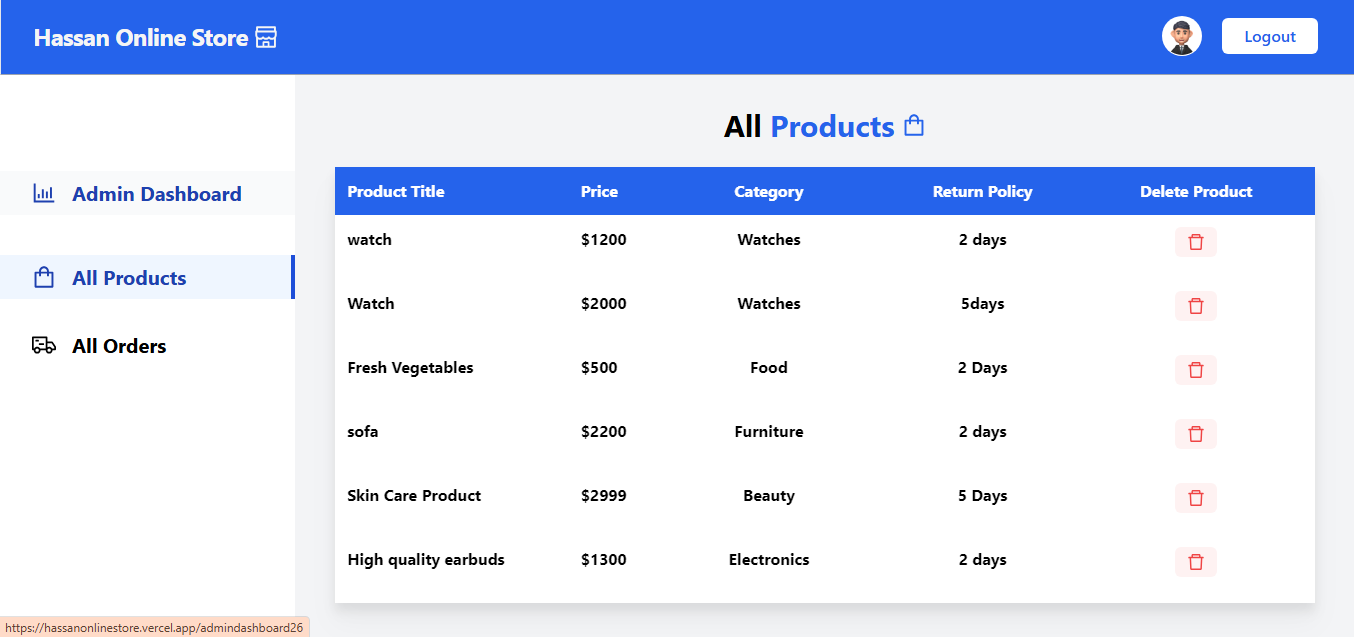 Hassan Online Store
Logout
Admin Dashboard
All Products
All Orders
All Products
Product Title Price Category Return Policy Delete Product
watch $1200 Watches 2 days
Watch $2000 Watches 5days
Fresh Vegetables $500 Food 2 Days
sofa $2200 Furniture 2 days
Skin Care Product $2999 Beauty 5 Days
High quality earbuds $1300 Electronics 2 days
https://hassanonlinestore.vercel.app/admindashboard26